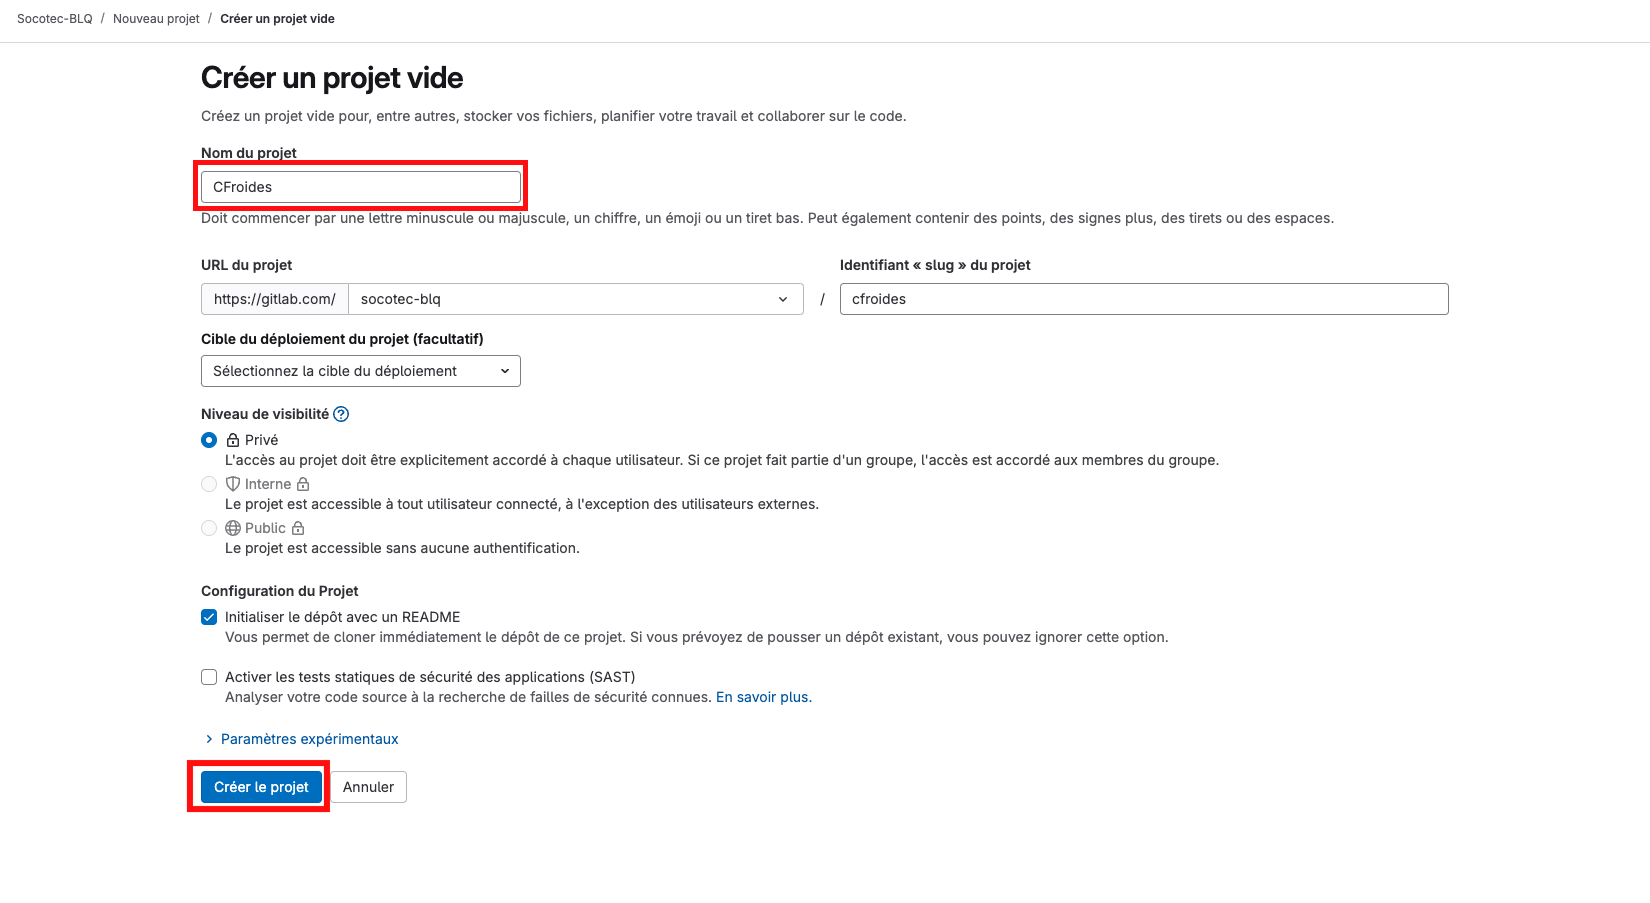 Socotec-BLQ / Nouveau projet / Créer un projet vide
Créer un projet vide
Créez un projet vide pour, entre autres, stocker vos fichiers, planifier votre travail et collaborer sur le code.
Nom du projet
CFroides
Doit commencer par une lettre minuscule ou majuscule, un chiffre, un émoji ou un tiret bas. Peut également contenir des points, des signes plus, des tirets ou des espaces.
URL du projet
Identifiant « slug » du projet
https://gitlab.com/ socotec-blq / cfroides
Cible du déploiement du projet (facultatif)
Sélectionnez la cible du déploiement
Niveau de visibilité
Privé
L'accès au projet doit être explicitement accordé à chaque utilisateur. Si ce projet fait partie d'un groupe, l'accès est accordé aux membres du groupe.
Interne
Le projet est accessible à tout utilisateur connecté, à l'exception des utilisateurs externes.
Public
Le projet est accessible sans aucune authentification.
Configuration du Projet
Initialiser le dépôt avec un README
Vous permet de cloner immédiatement le dépôt de ce projet. Si vous prévoyez de pousser un dépôt existant, vous pouvez ignorer cette option.
Activer les tests statiques de sécurité des applications (SAST)
Analyser votre code source à la recherche de failles de sécurité connues. En savoir plus.
Paramètres expérimentaux
Créer le projet
Annuler